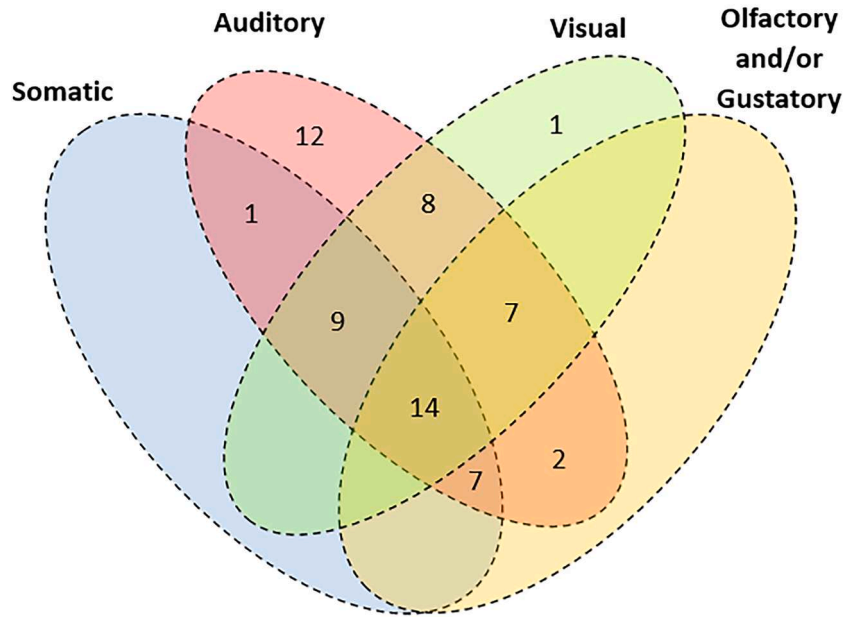 Somatic
Auditory
Visual
Olfactory
and/or
Gustatory
12
1
1
8
9
7
14
7
2